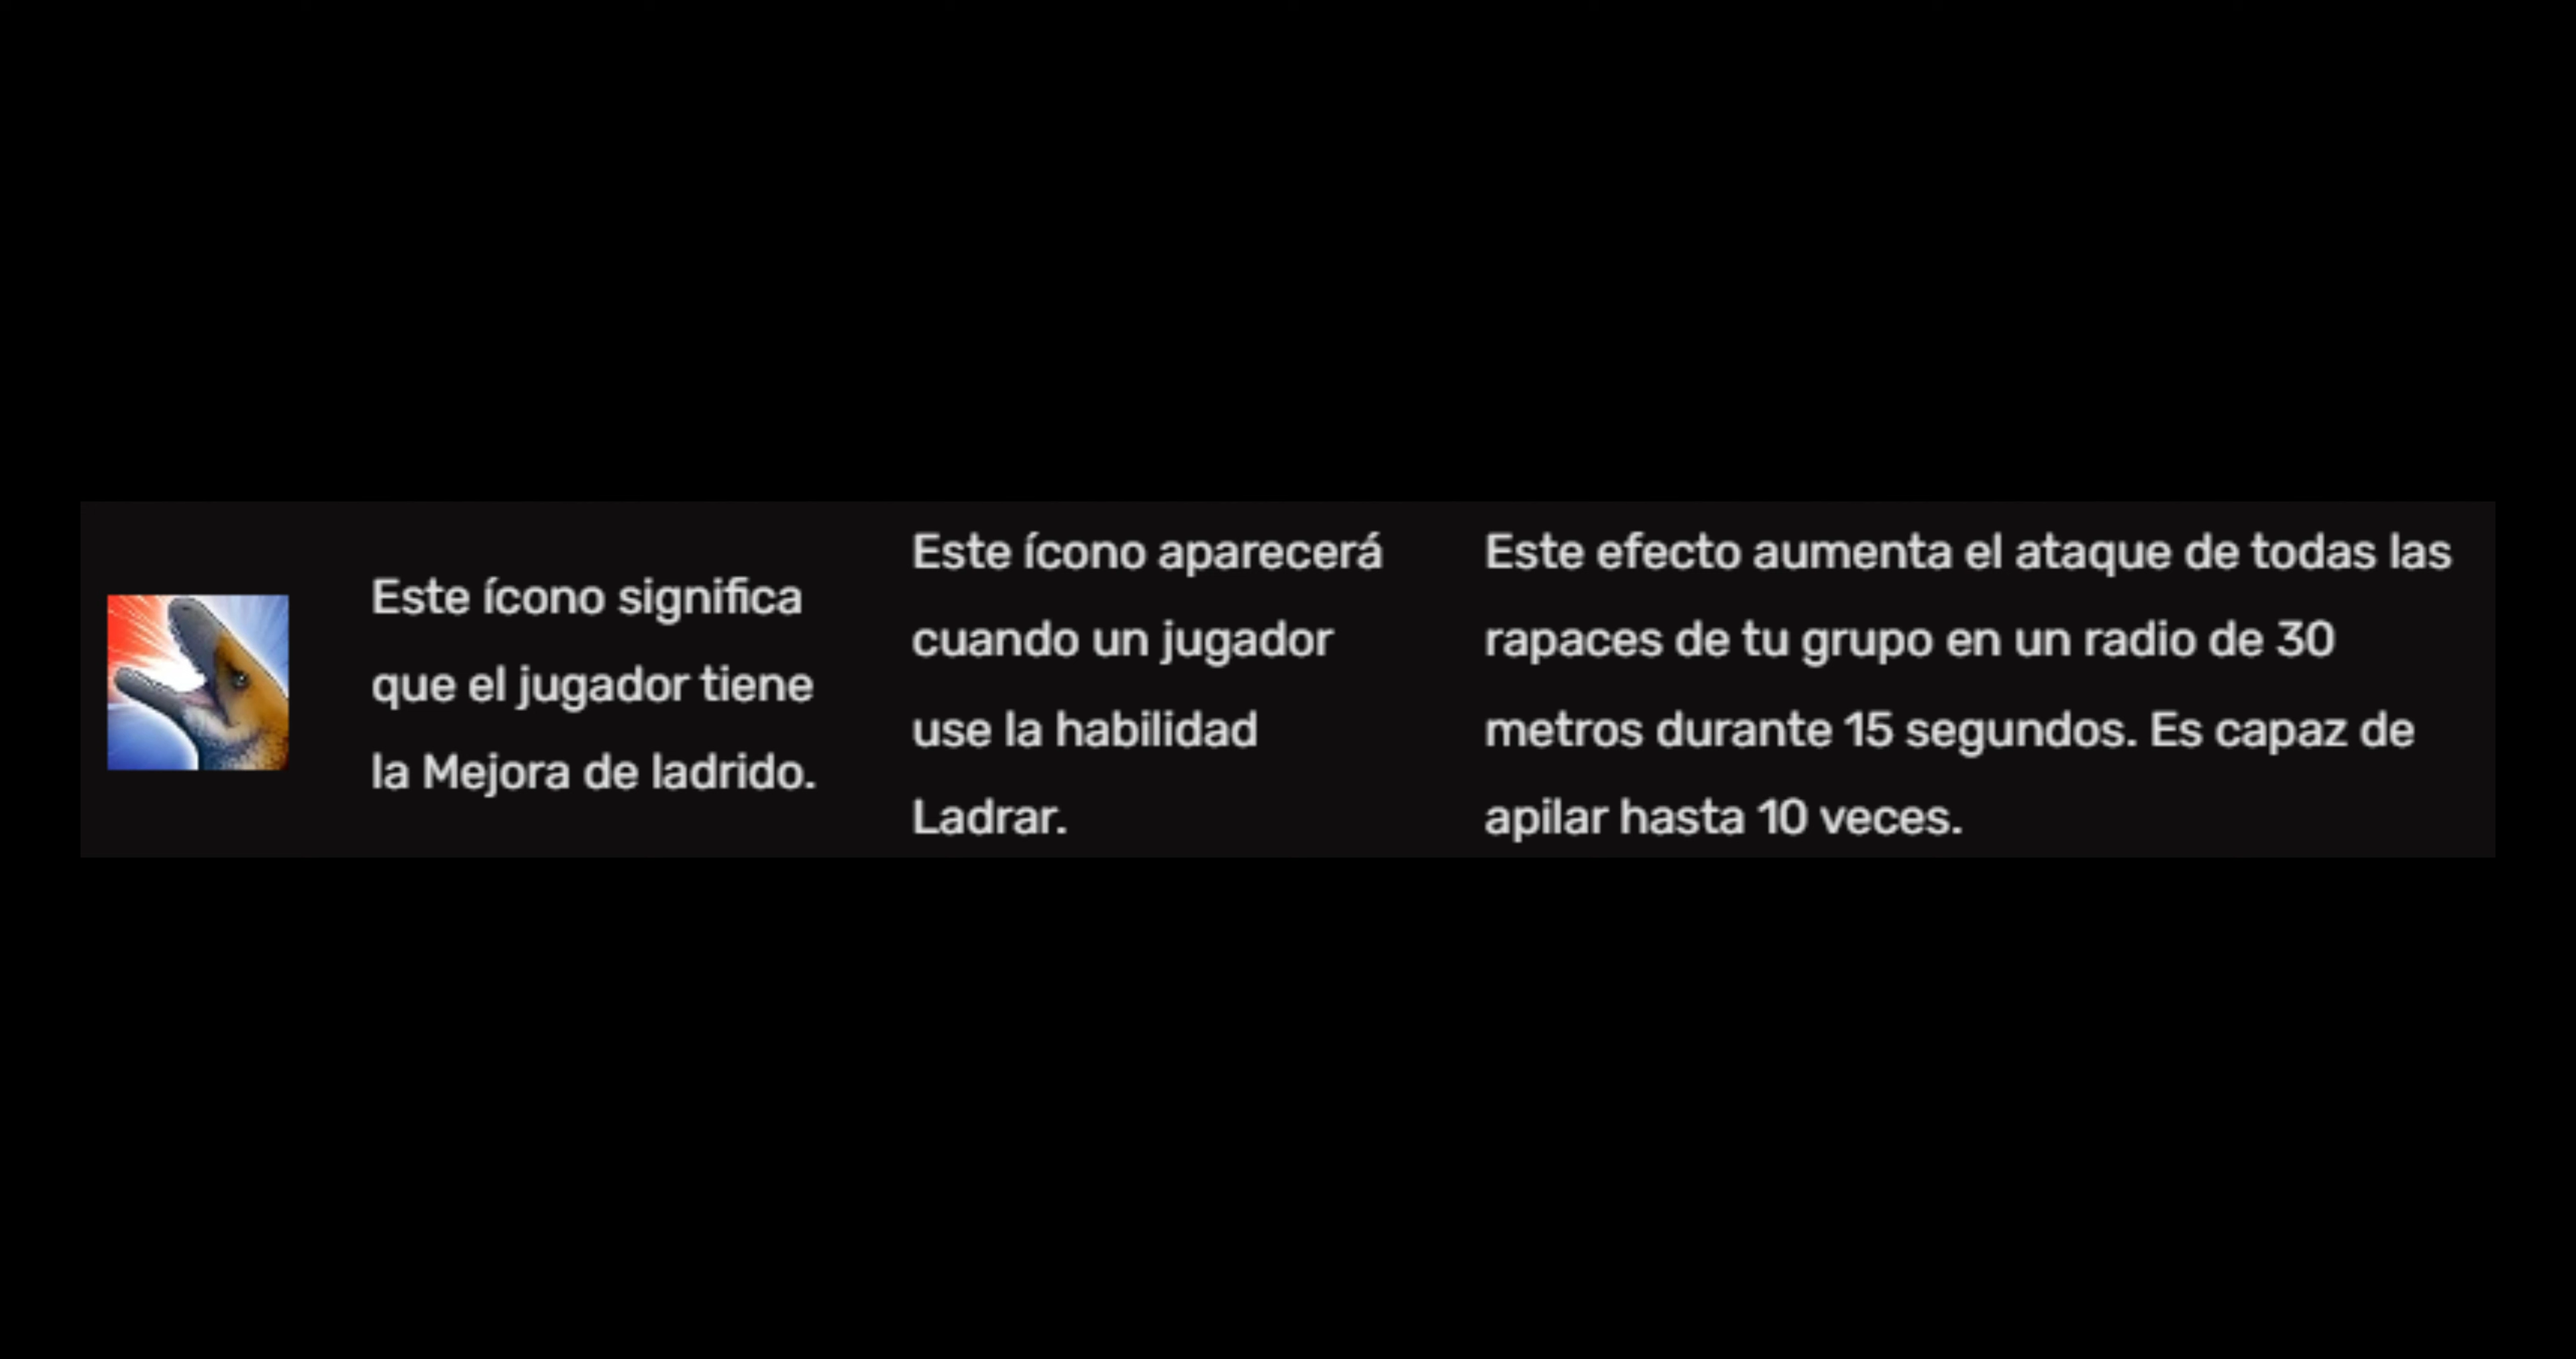 Este ícono significa
que el jugador tiene
la Mejora de ladrido.
Este ícono aparecerá
cuando un jugador
use la habilidad
Ladrar.
Este efecto aumenta el ataque de todas las
rapaces de tu grupo en un radio de 30
metros durante 15 segundos. Es capaz de
apilar hasta 10 veces.